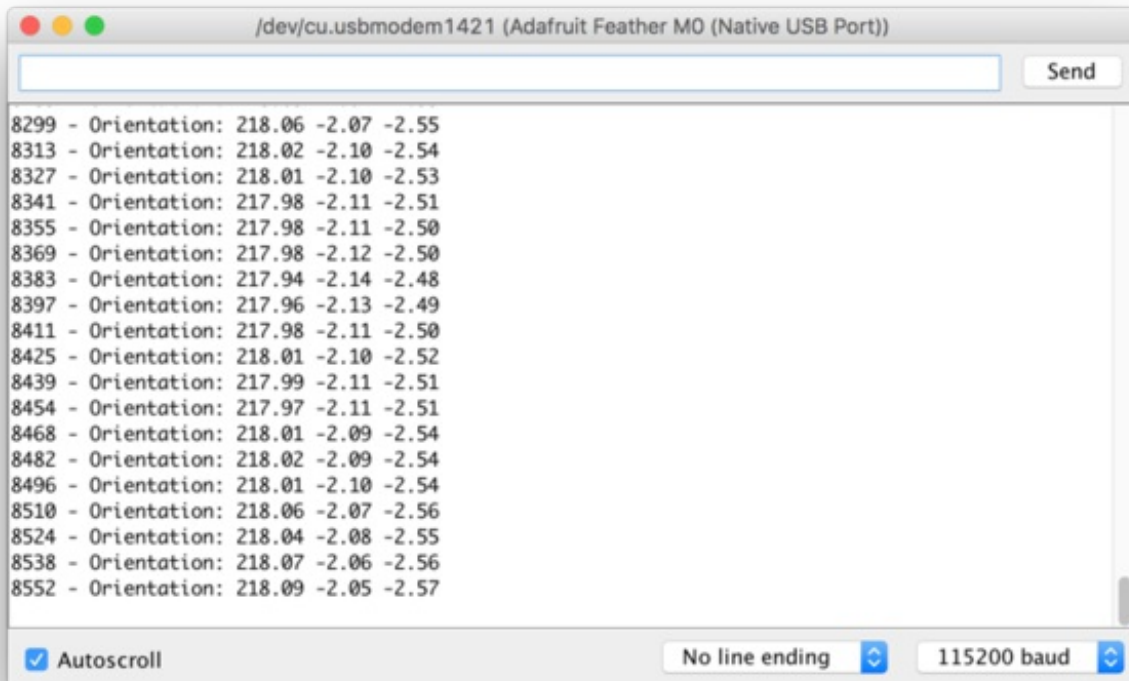 /dev/cu.usbmodem1421 (Adafruit Feather M0 (Native USB Port))
Send
8299 - Orientation: 218.06 -2.07 -2.55
8313 - Orientation: 218.02 -2.10 -2.54
8327 - Orientation: 218.01 -2.10 -2.53
8341 - Orientation: 217.98 -2.11 -2.51
8355 - Orientation: 217.98 -2.11 -2.50
8369 - Orientation: 217.98 -2.12 -2.50
8383 - Orientation: 217.94 -2.14 -2.48
8397 - Orientation: 217.96 -2.13 -2.49
8411 - Orientation: 217.98 -2.11 -2.50
8425 - Orientation: 218.01 -2.10 -2.52
8439 - Orientation: 217.99 -2.11 -2.51
8454 - Orientation: 217.97 -2.11 -2.51
8468 - Orientation: 218.01 -2.09 -2.54
8482 - Orientation: 218.02 -2.09 -2.54
8496 - Orientation: 218.01 -2.10 -2.54
8510 - Orientation: 218.06 -2.07 -2.56
8524 - Orientation: 218.04 -2.08 -2.55
8538 - Orientation: 218.07 -2.06 -2.56
8552 - Orientation: 218.09 -2.05 -2.57
Autoscroll No line ending 115200 baud